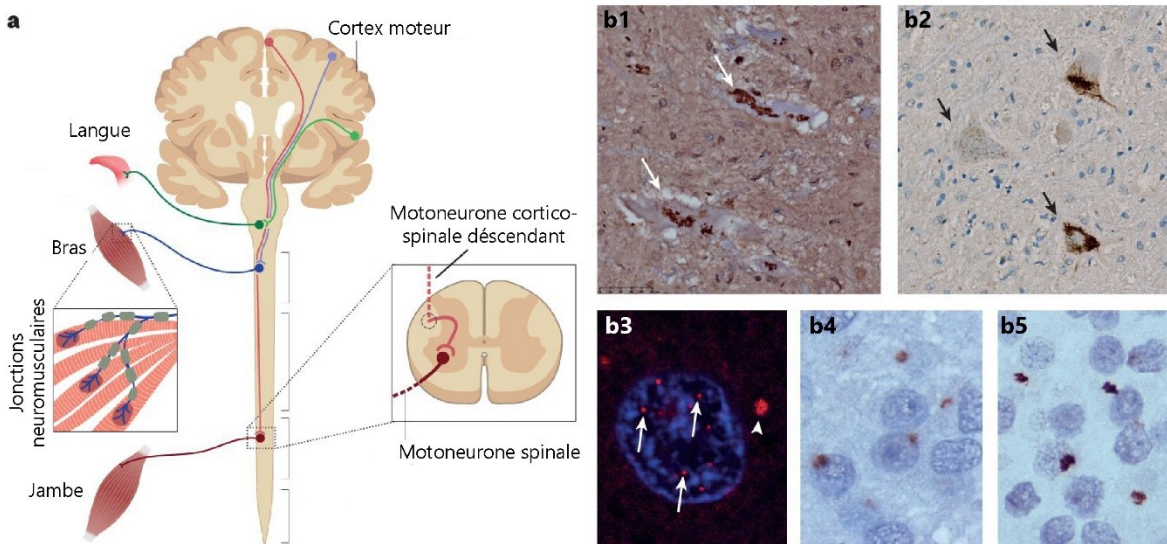 a
Cortex moteur
Langue
Bras
Jonctions
neuromusculaires
Motoneurone cortico-
spinale déscendant
Motoneurone spinale
Jambe
b1
b2
b3
b4
b5